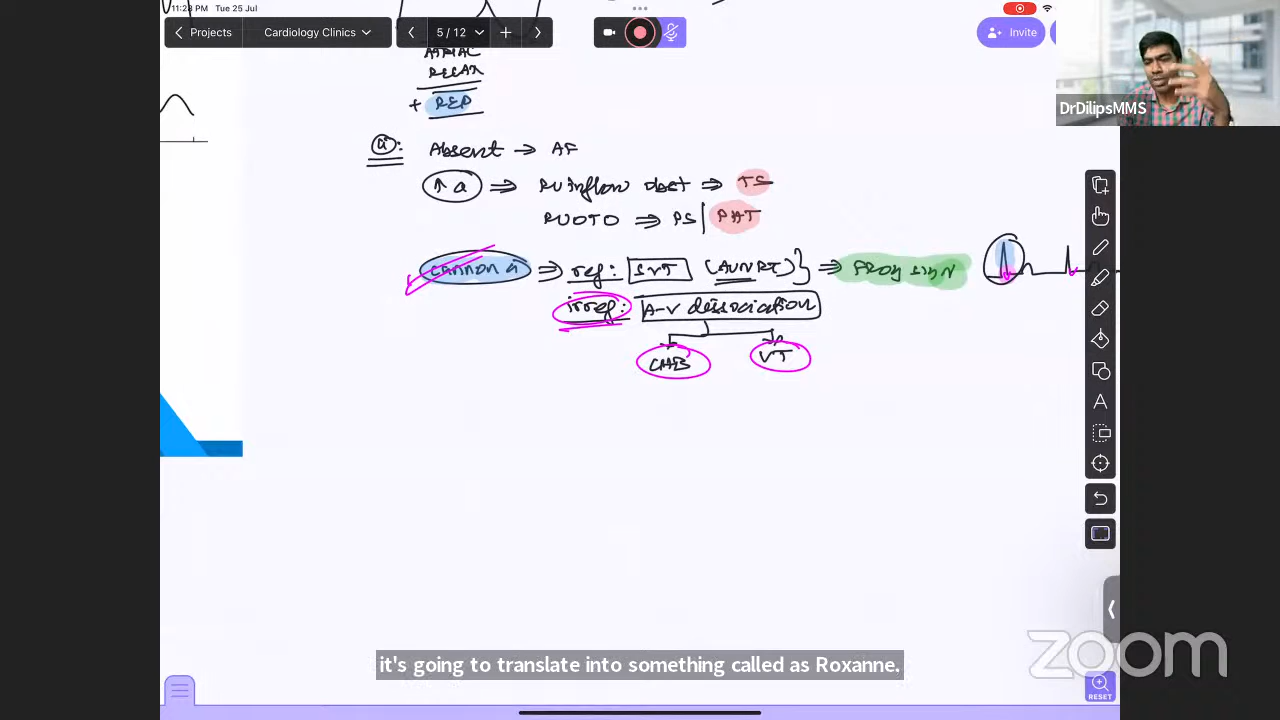 11:23 PM Tue 25 Jul
Projects
Cardiology Clinics
5 / 12
Invite
RELAX
+ REP
DrDilipsMMS
a: Absent → AF
↑ a ⇒ RV inflow obst ⇒ TS
RVOTO ⇒ PS | PHT
cannon a ⇒ reg: SVT (AVNRT)} ⇒ FROG SIGN
irreg: A-V dissociation
CHB
VT
A
it's going to translate into something called as Roxanne.
zoom
RESET